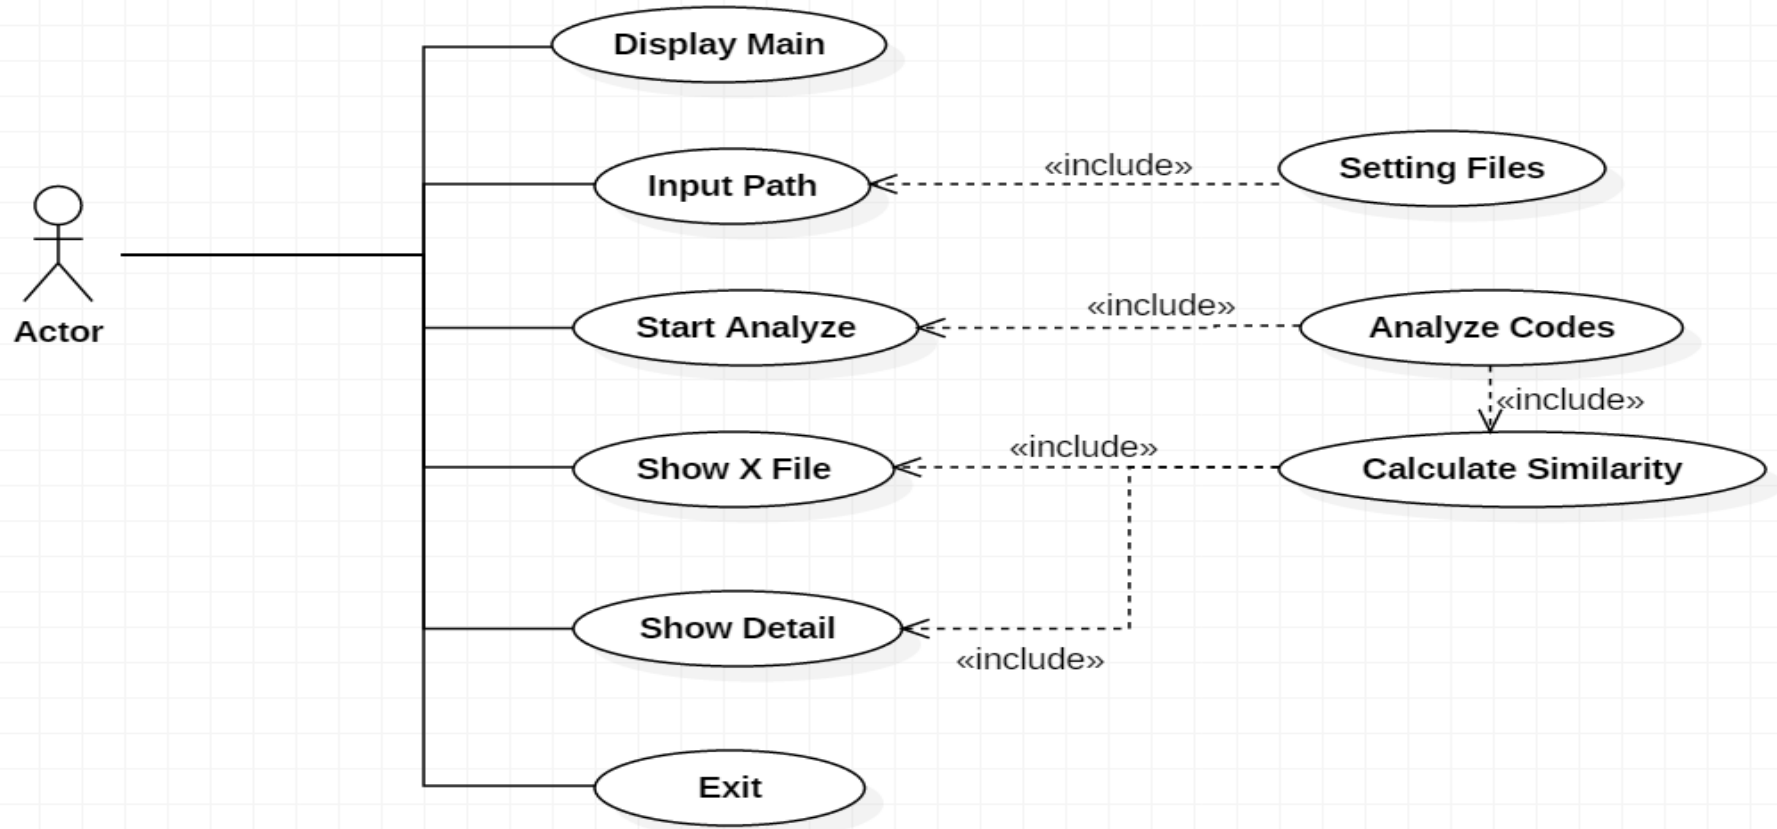 Display Main
«include»
Setting Files
Input Path
«include»
Start Analyze
Analyze Codes
Actor
«include»
«include»
Show X File
Calculate Similarity
Show Detail
«include»
Exit